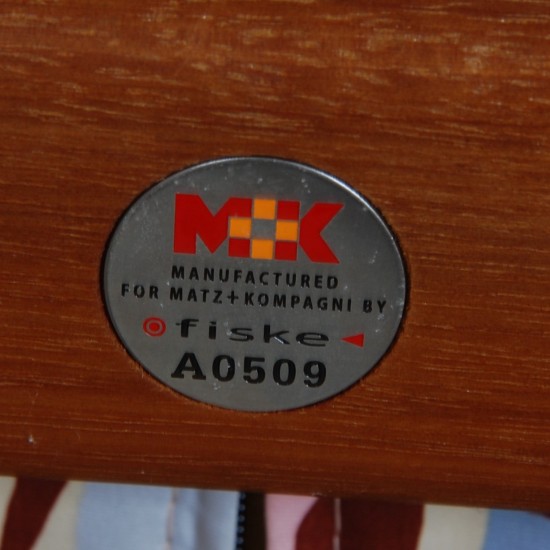 MK
MANUFACTURED
FOR MATZ+KOMPAGNI BY
fiske
A0509